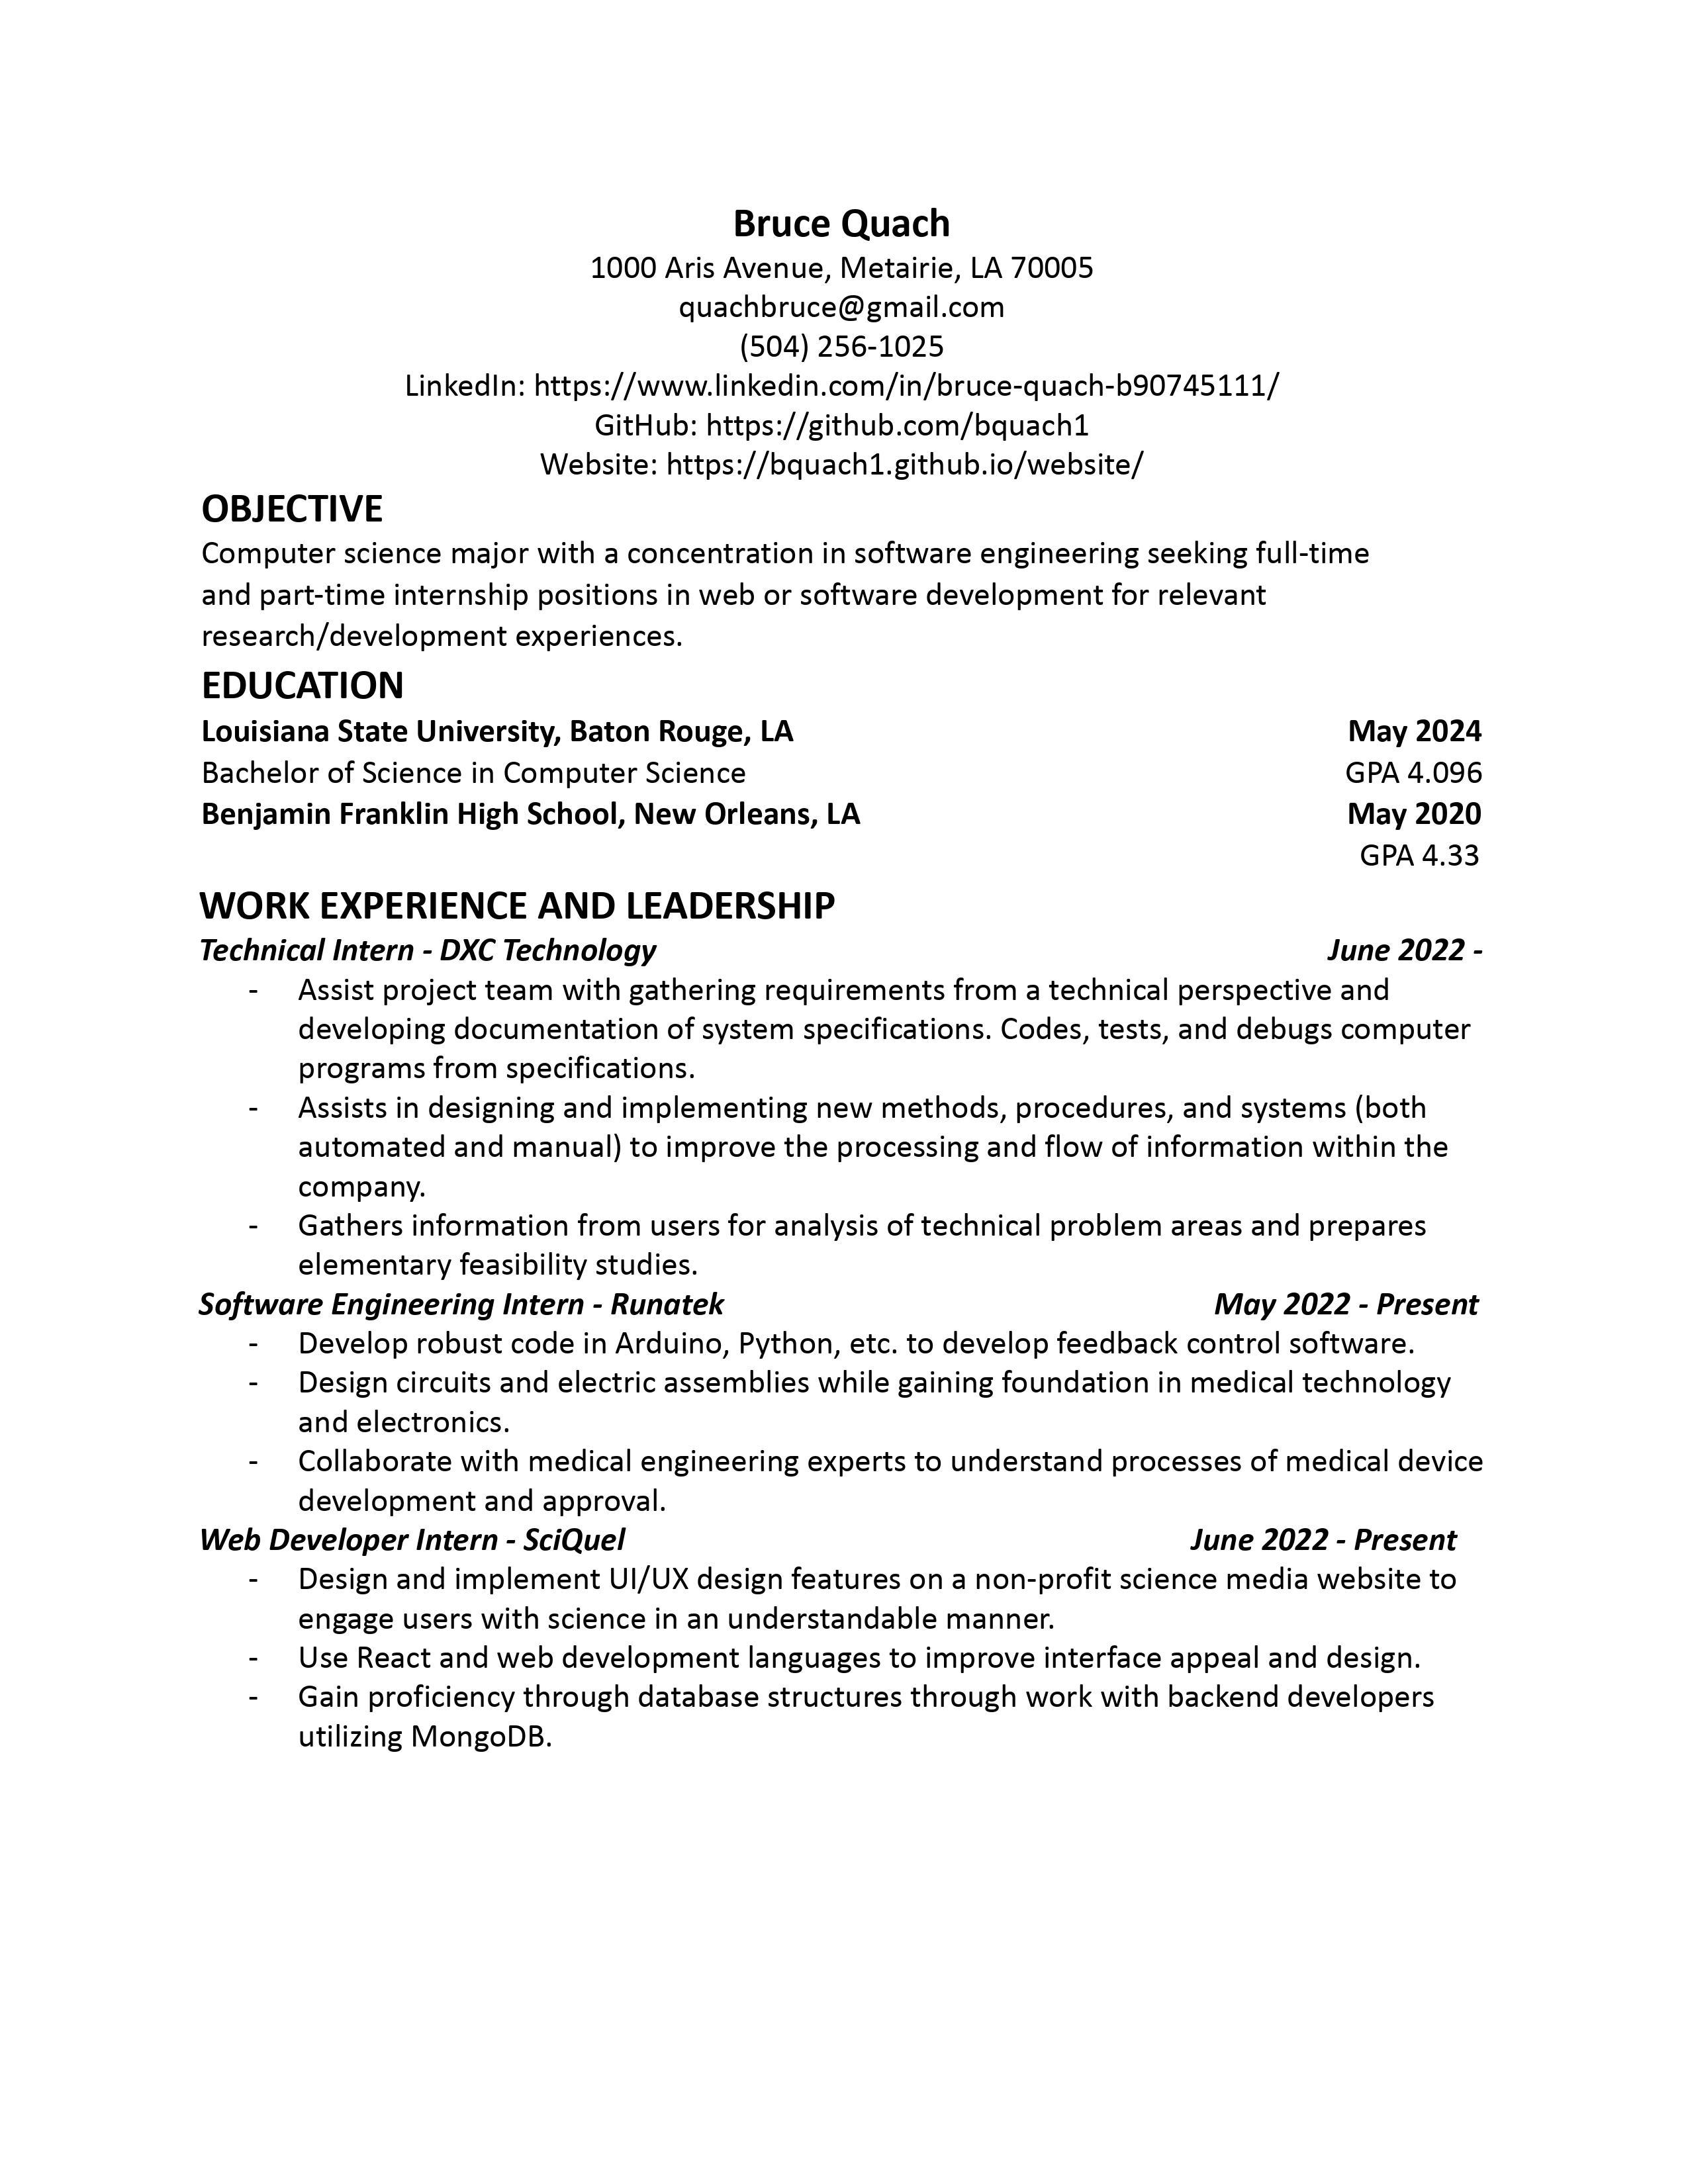 Bruce Quach
1000 Aris Avenue, Metairie, LA 70005
quachbruce@gmail.com
(504) 256-1025
LinkedIn: https://www.linkedin.com/in/bruce-quach-b90745111/
GitHub: https://github.com/bquach1
Website: https://bquach1.github.io/website/
OBJECTIVE
Computer science major with a concentration in software engineering seeking full-time
and part-time internship positions in web or software development for relevant
research/development experiences.
EDUCATION
Louisiana State University, Baton Rouge, LA May 2024
Bachelor of Science in Computer Science GPA 4.096
Benjamin Franklin High School, New Orleans, LA May 2020
GPA 4.33
WORK EXPERIENCE AND LEADERSHIP
Technical Intern - DXC Technology June 2022 -
- Assist project team with gathering requirements from a technical perspective and
developing documentation of system specifications. Codes, tests, and debugs computer
programs from specifications.
- Assists in designing and implementing new methods, procedures, and systems (both
automated and manual) to improve the processing and flow of information within the
company.
- Gathers information from users for analysis of technical problem areas and prepares
elementary feasibility studies.
Software Engineering Intern - Runatek May 2022 - Present
- Develop robust code in Arduino, Python, etc. to develop feedback control software.
- Design circuits and electric assemblies while gaining foundation in medical technology
and electronics.
- Collaborate with medical engineering experts to understand processes of medical device
development and approval.
Web Developer Intern - SciQuel June 2022 - Present
- Design and implement UI/UX design features on a non-profit science media website to
engage users with science in an understandable manner.
- Use React and web development languages to improve interface appeal and design.
- Gain proficiency through database structures through work with backend developers
utilizing MongoDB.